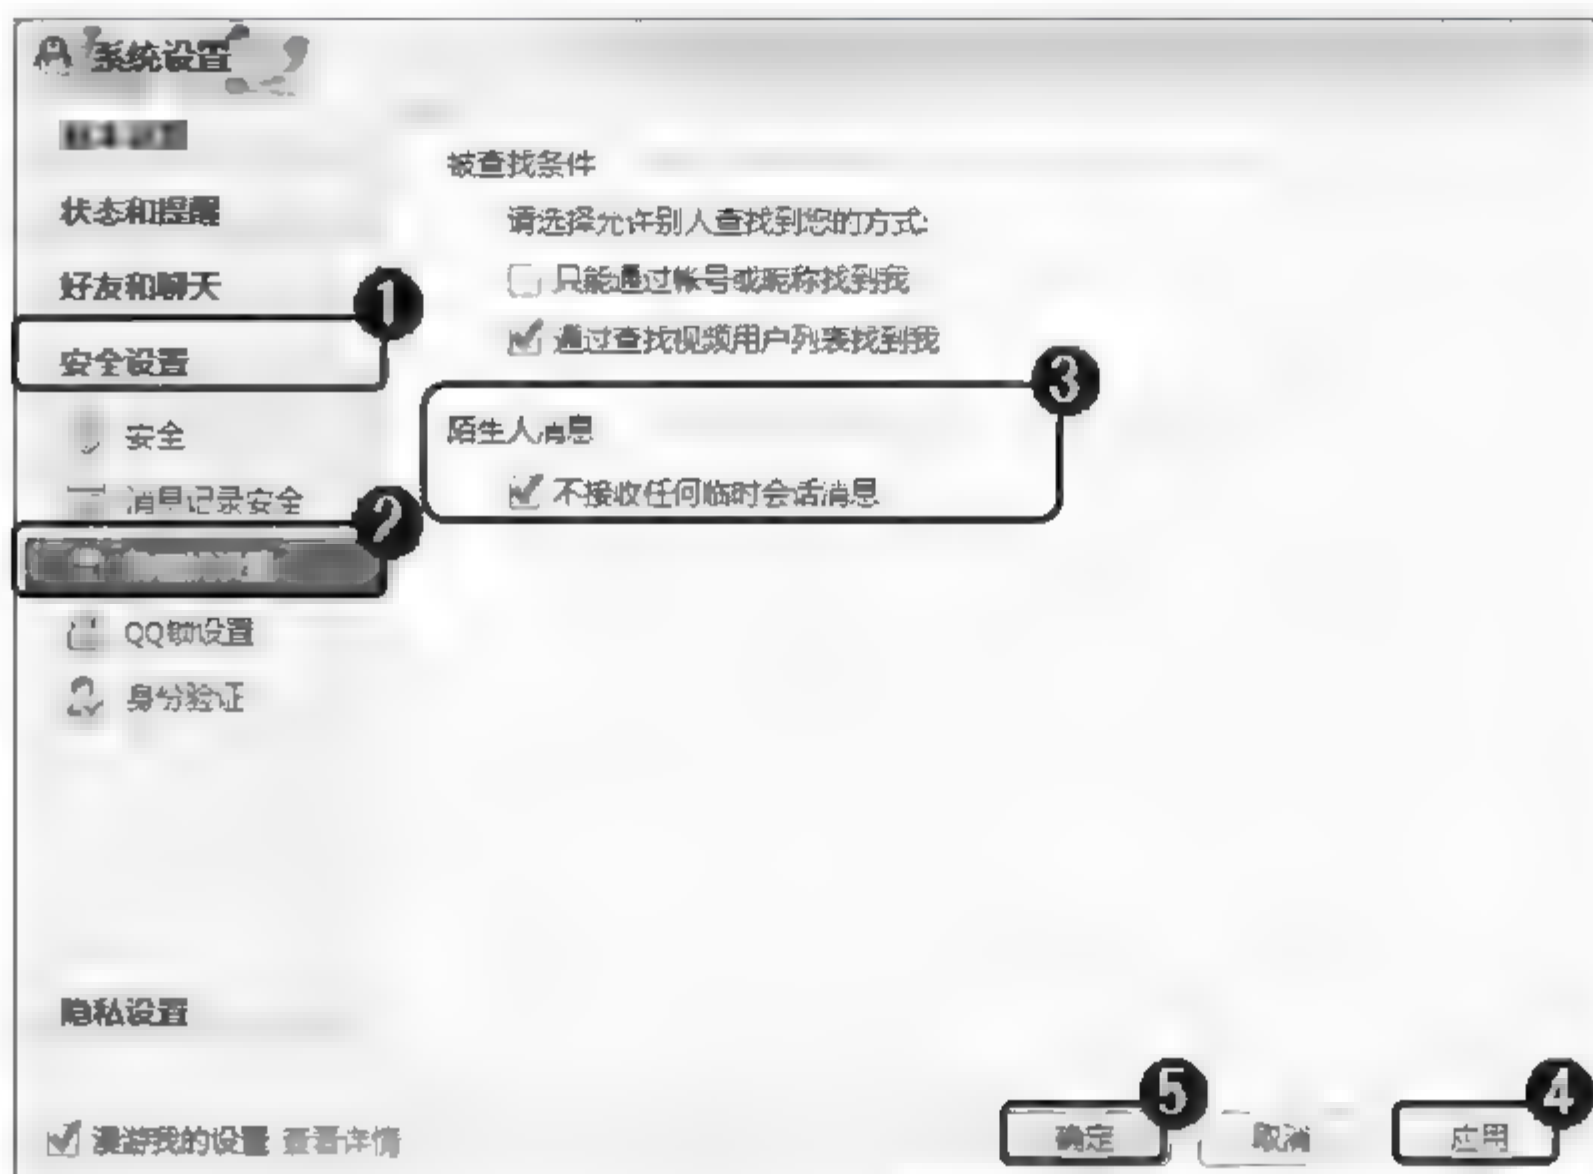 系统设置
状态和提醒
好友和聊天
1
安全设置
安全
消息记录安全
2
QQ锁设置
身份验证
隐私设置
漫游我的设置 查看详情
被查找条件
请选择允许别人查找到您的方式:
只能通过帐号或昵称找到我
通过查找视频用户列表找到我
3
陌生人消息
不接收任何临时会话消息
5
确定
取消
4
应用